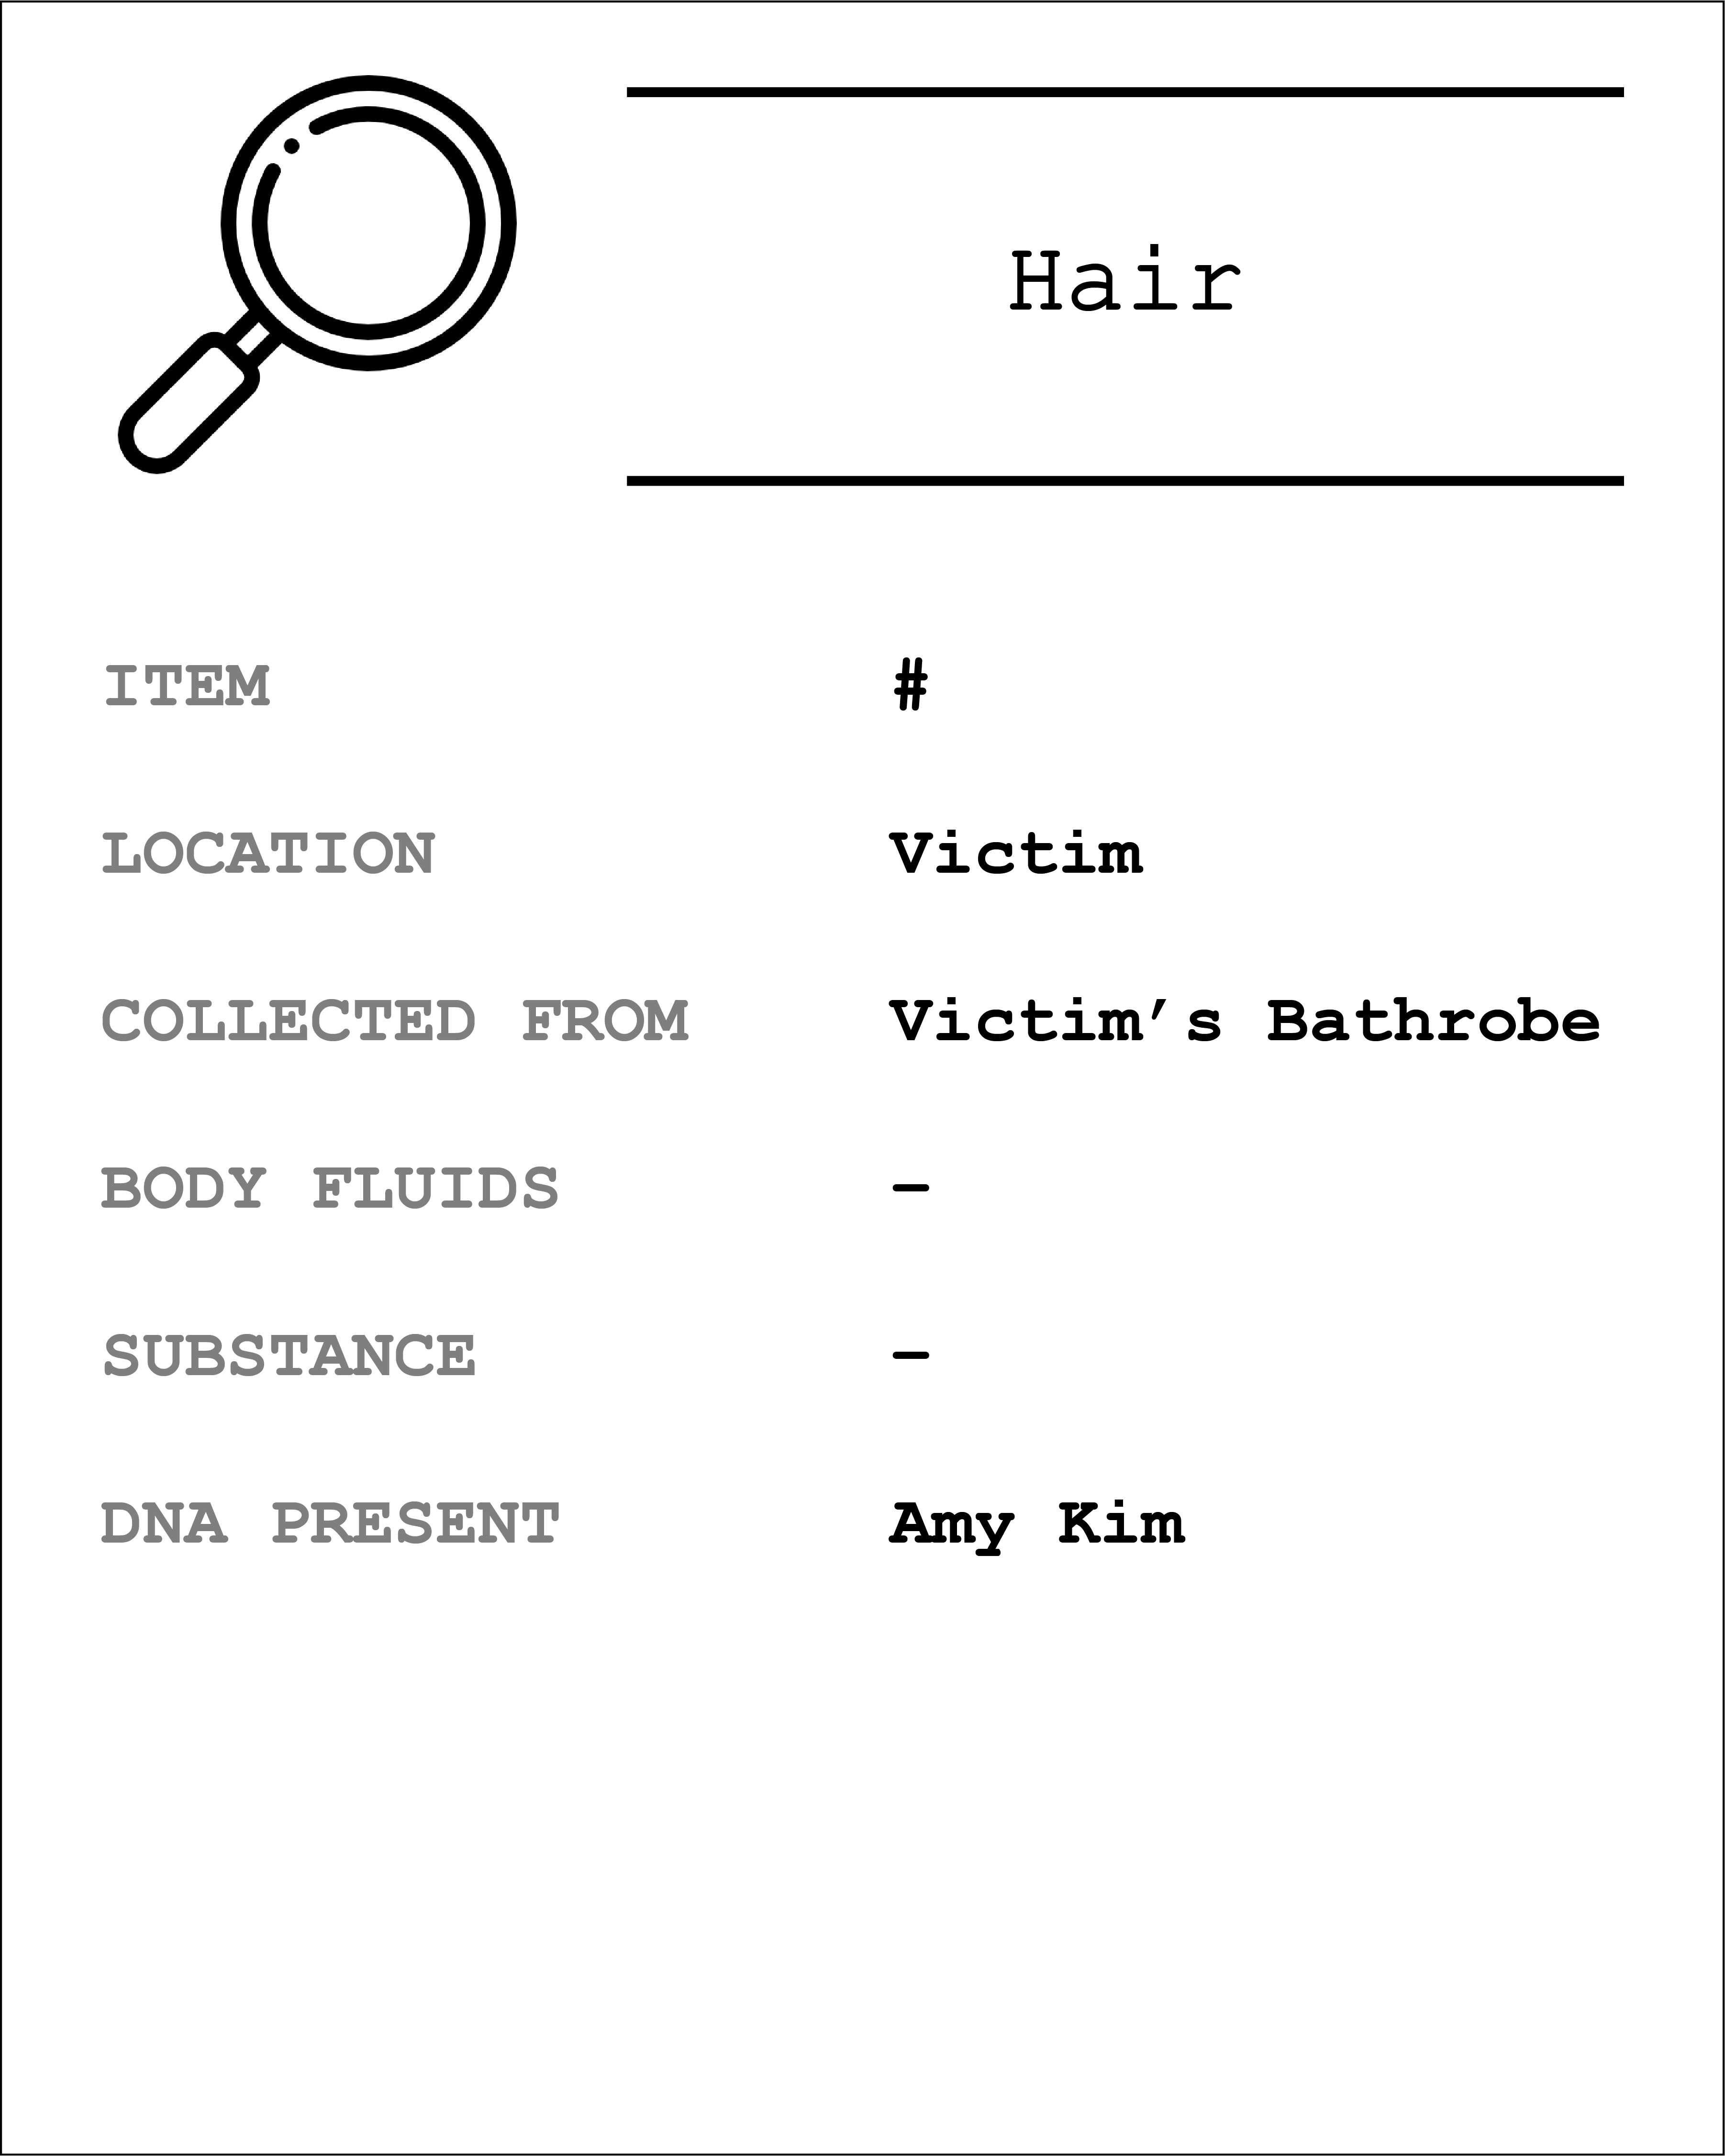 Hair
ITEM #
LOCATION Victim
COLLECTED FROM Victim’s Bathrobe
BODY FLUIDS –
SUBSTANCE –
DNA PRESENT Amy Kim